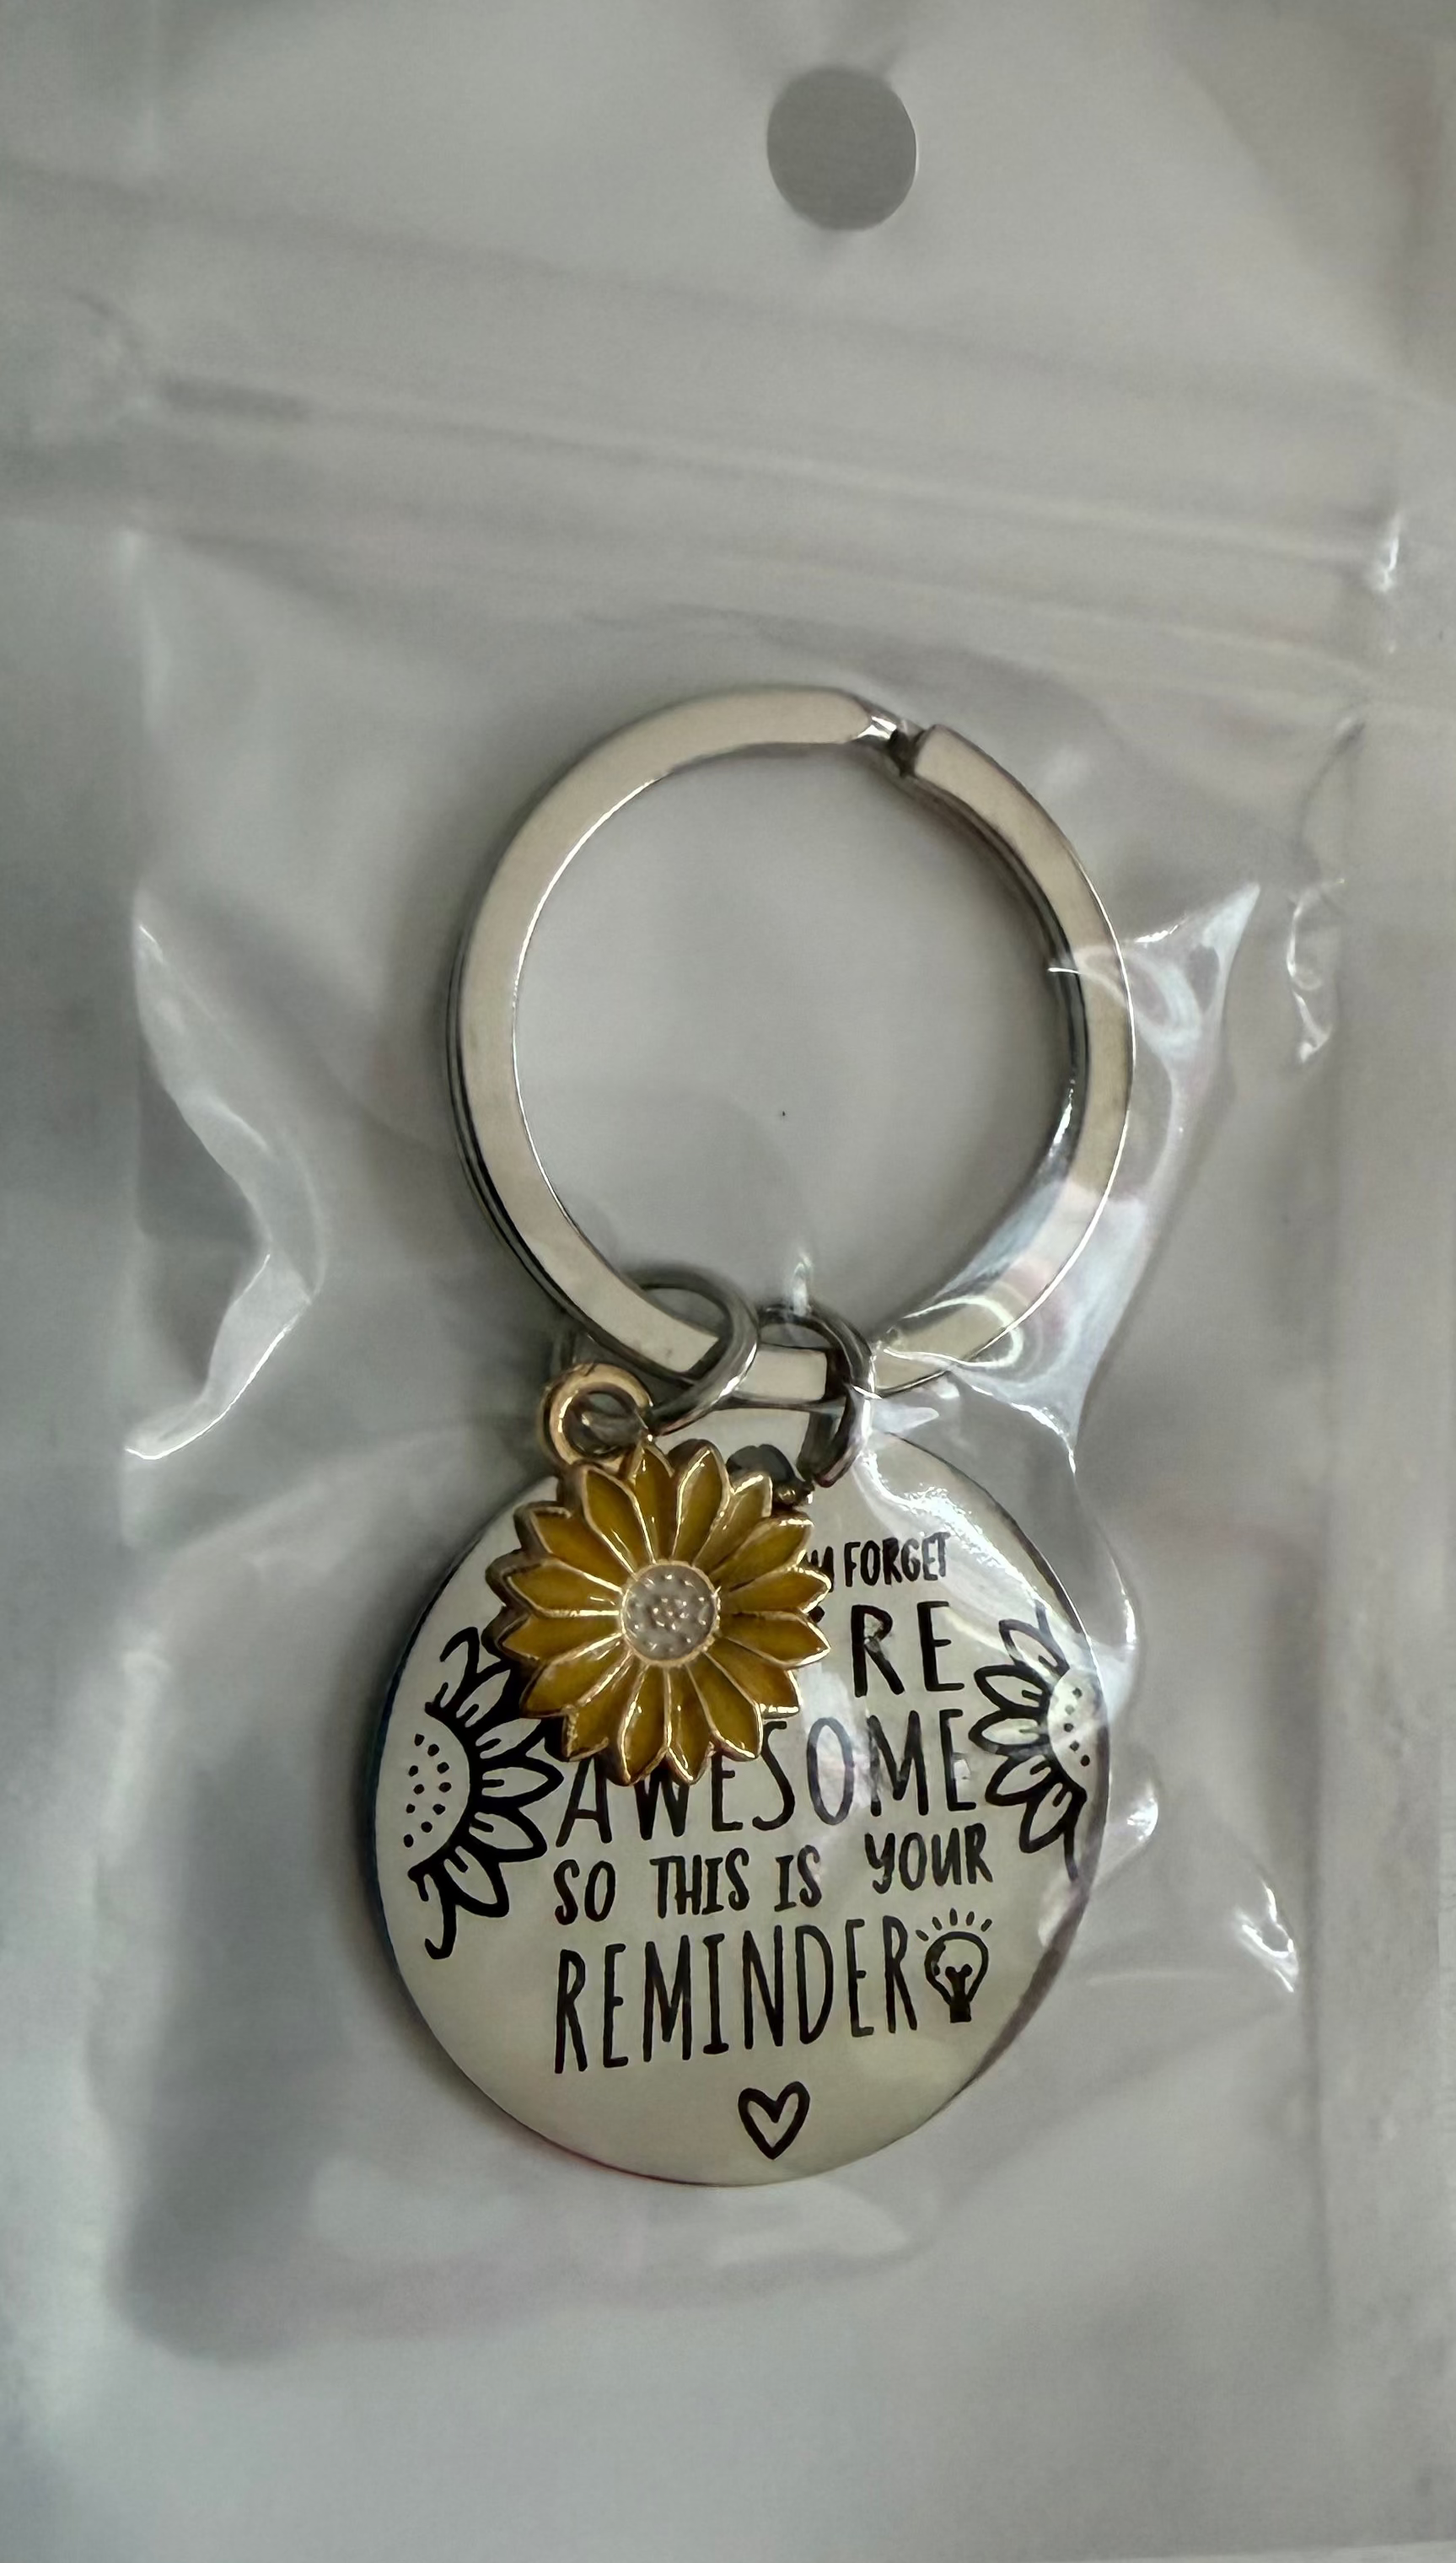 FORGET
RE
AWESOME
SO THIS IS YOUR
REMINDER